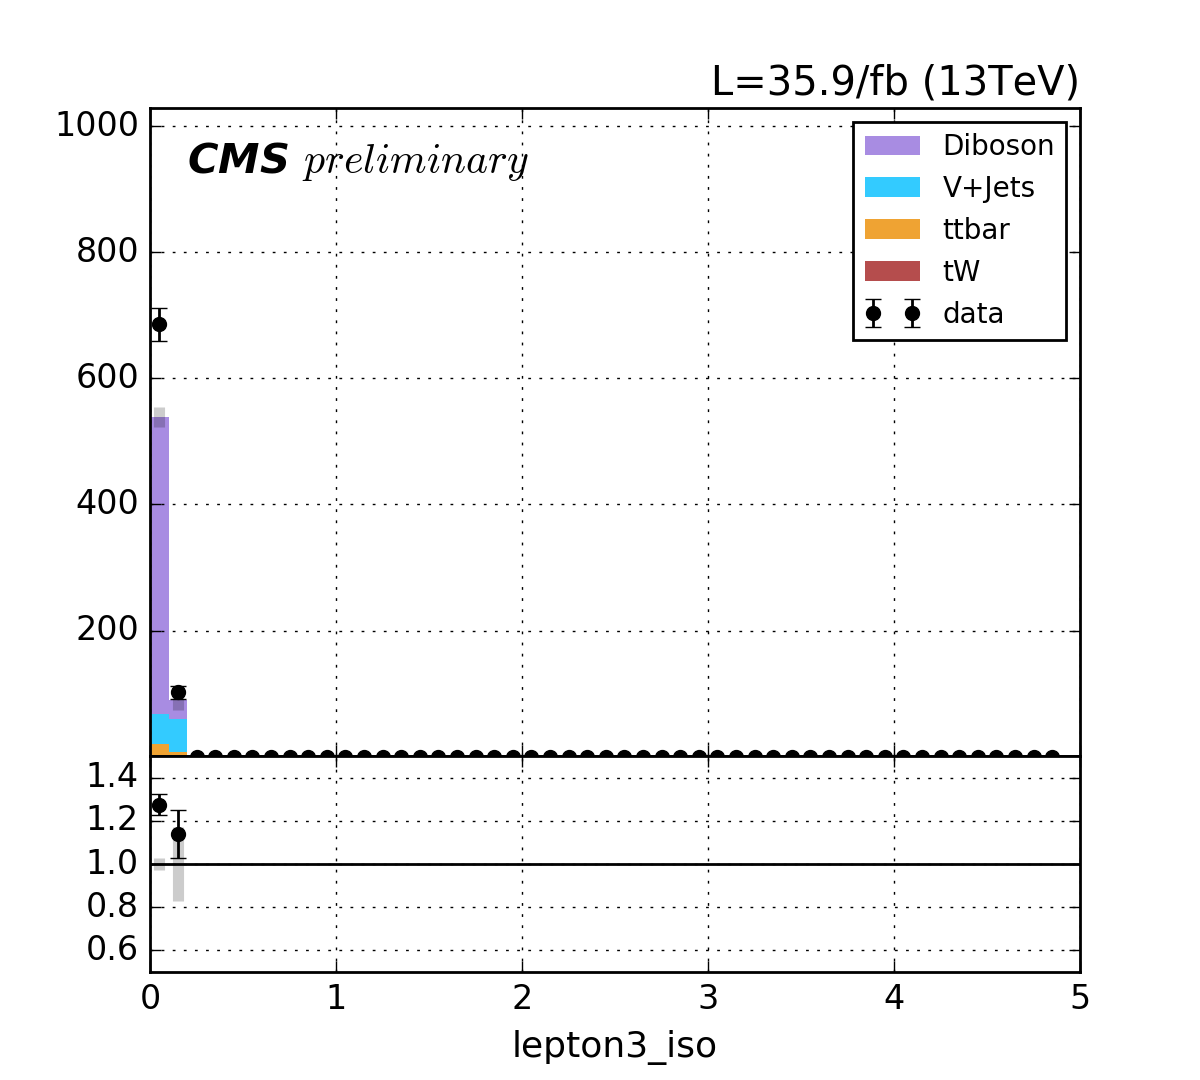 L=35.9/fb (13TeV)
CMS preliminary
Diboson
V+Jets
ttbar
tW
data
1000
800
600
400
200
1.4
1.2
1.0
0.8
0.6
0 1 2 3 4 5
lepton3_iso